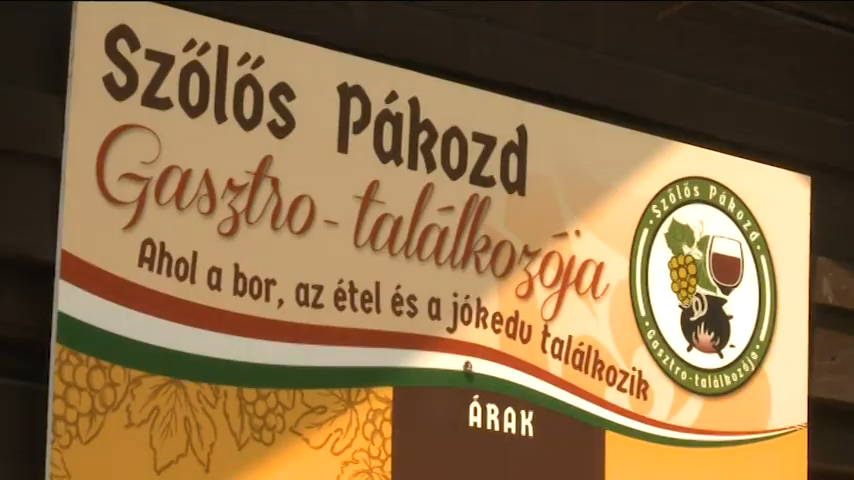 Szőlős Pákozd
Gasztro-találkozója
Ahol a bor, az étel és a jókedv találkozik
Szőlős Pákozd
Gasztro-találkozója
ÁRAK